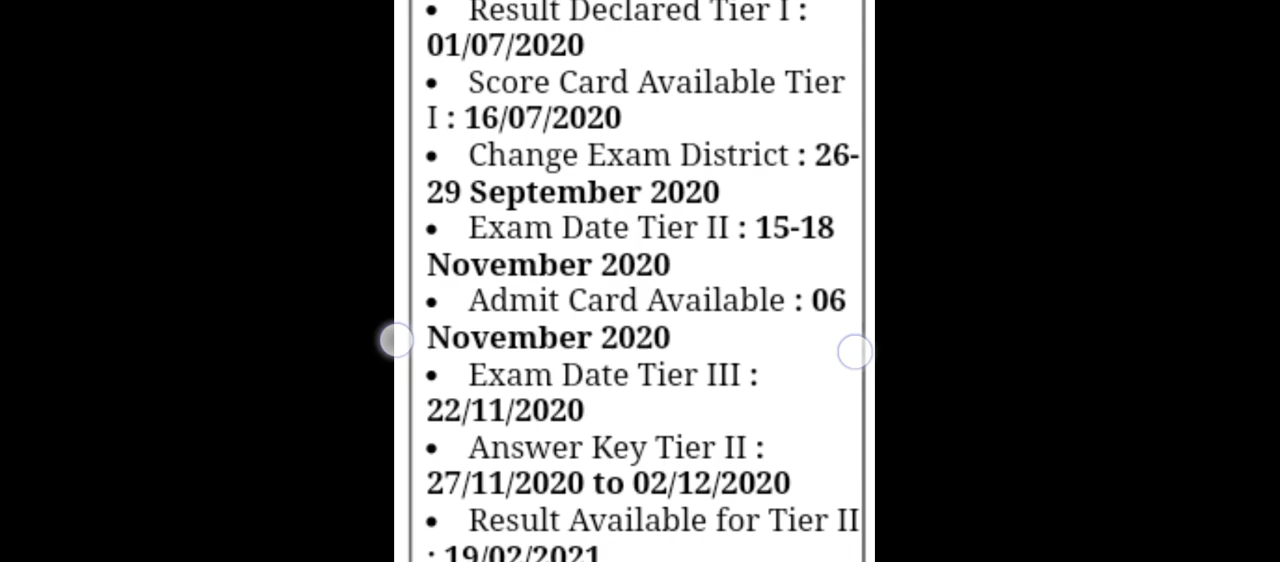 • Result Declared Tier I :
01/07/2020
• Score Card Available Tier
I : 16/07/2020
• Change Exam District : 26-
29 September 2020
• Exam Date Tier II : 15-18
November 2020
• Admit Card Available : 06
November 2020
• Exam Date Tier III :
22/11/2020
• Answer Key Tier II :
27/11/2020 to 02/12/2020
• Result Available for Tier II
: 19/02/2021